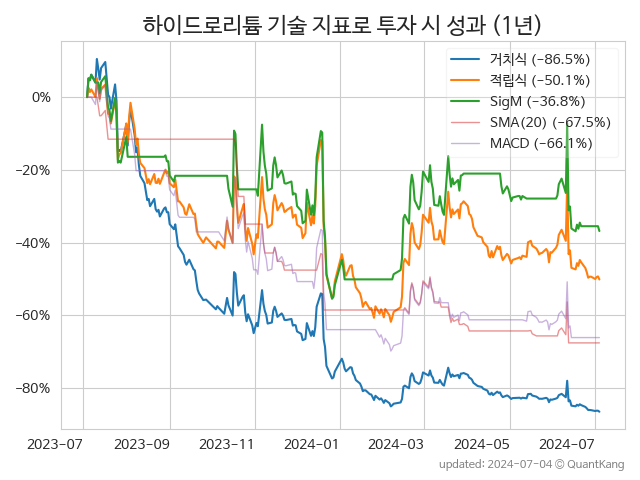 하이드로리튬 기술 지표로 투자 시 성과 (1년)
거치식 (−86.5%)
적립식 (−50.1%)
SigM (−36.8%)
SMA(20) (−67.5%)
MACD (−66.1%)
0%
−20%
−40%
−60%
−80%
2023-07 2023-09 2023-11 2024-01 2024-03 2024-05 2024-07
updated: 2024-07-04 © QuantKang